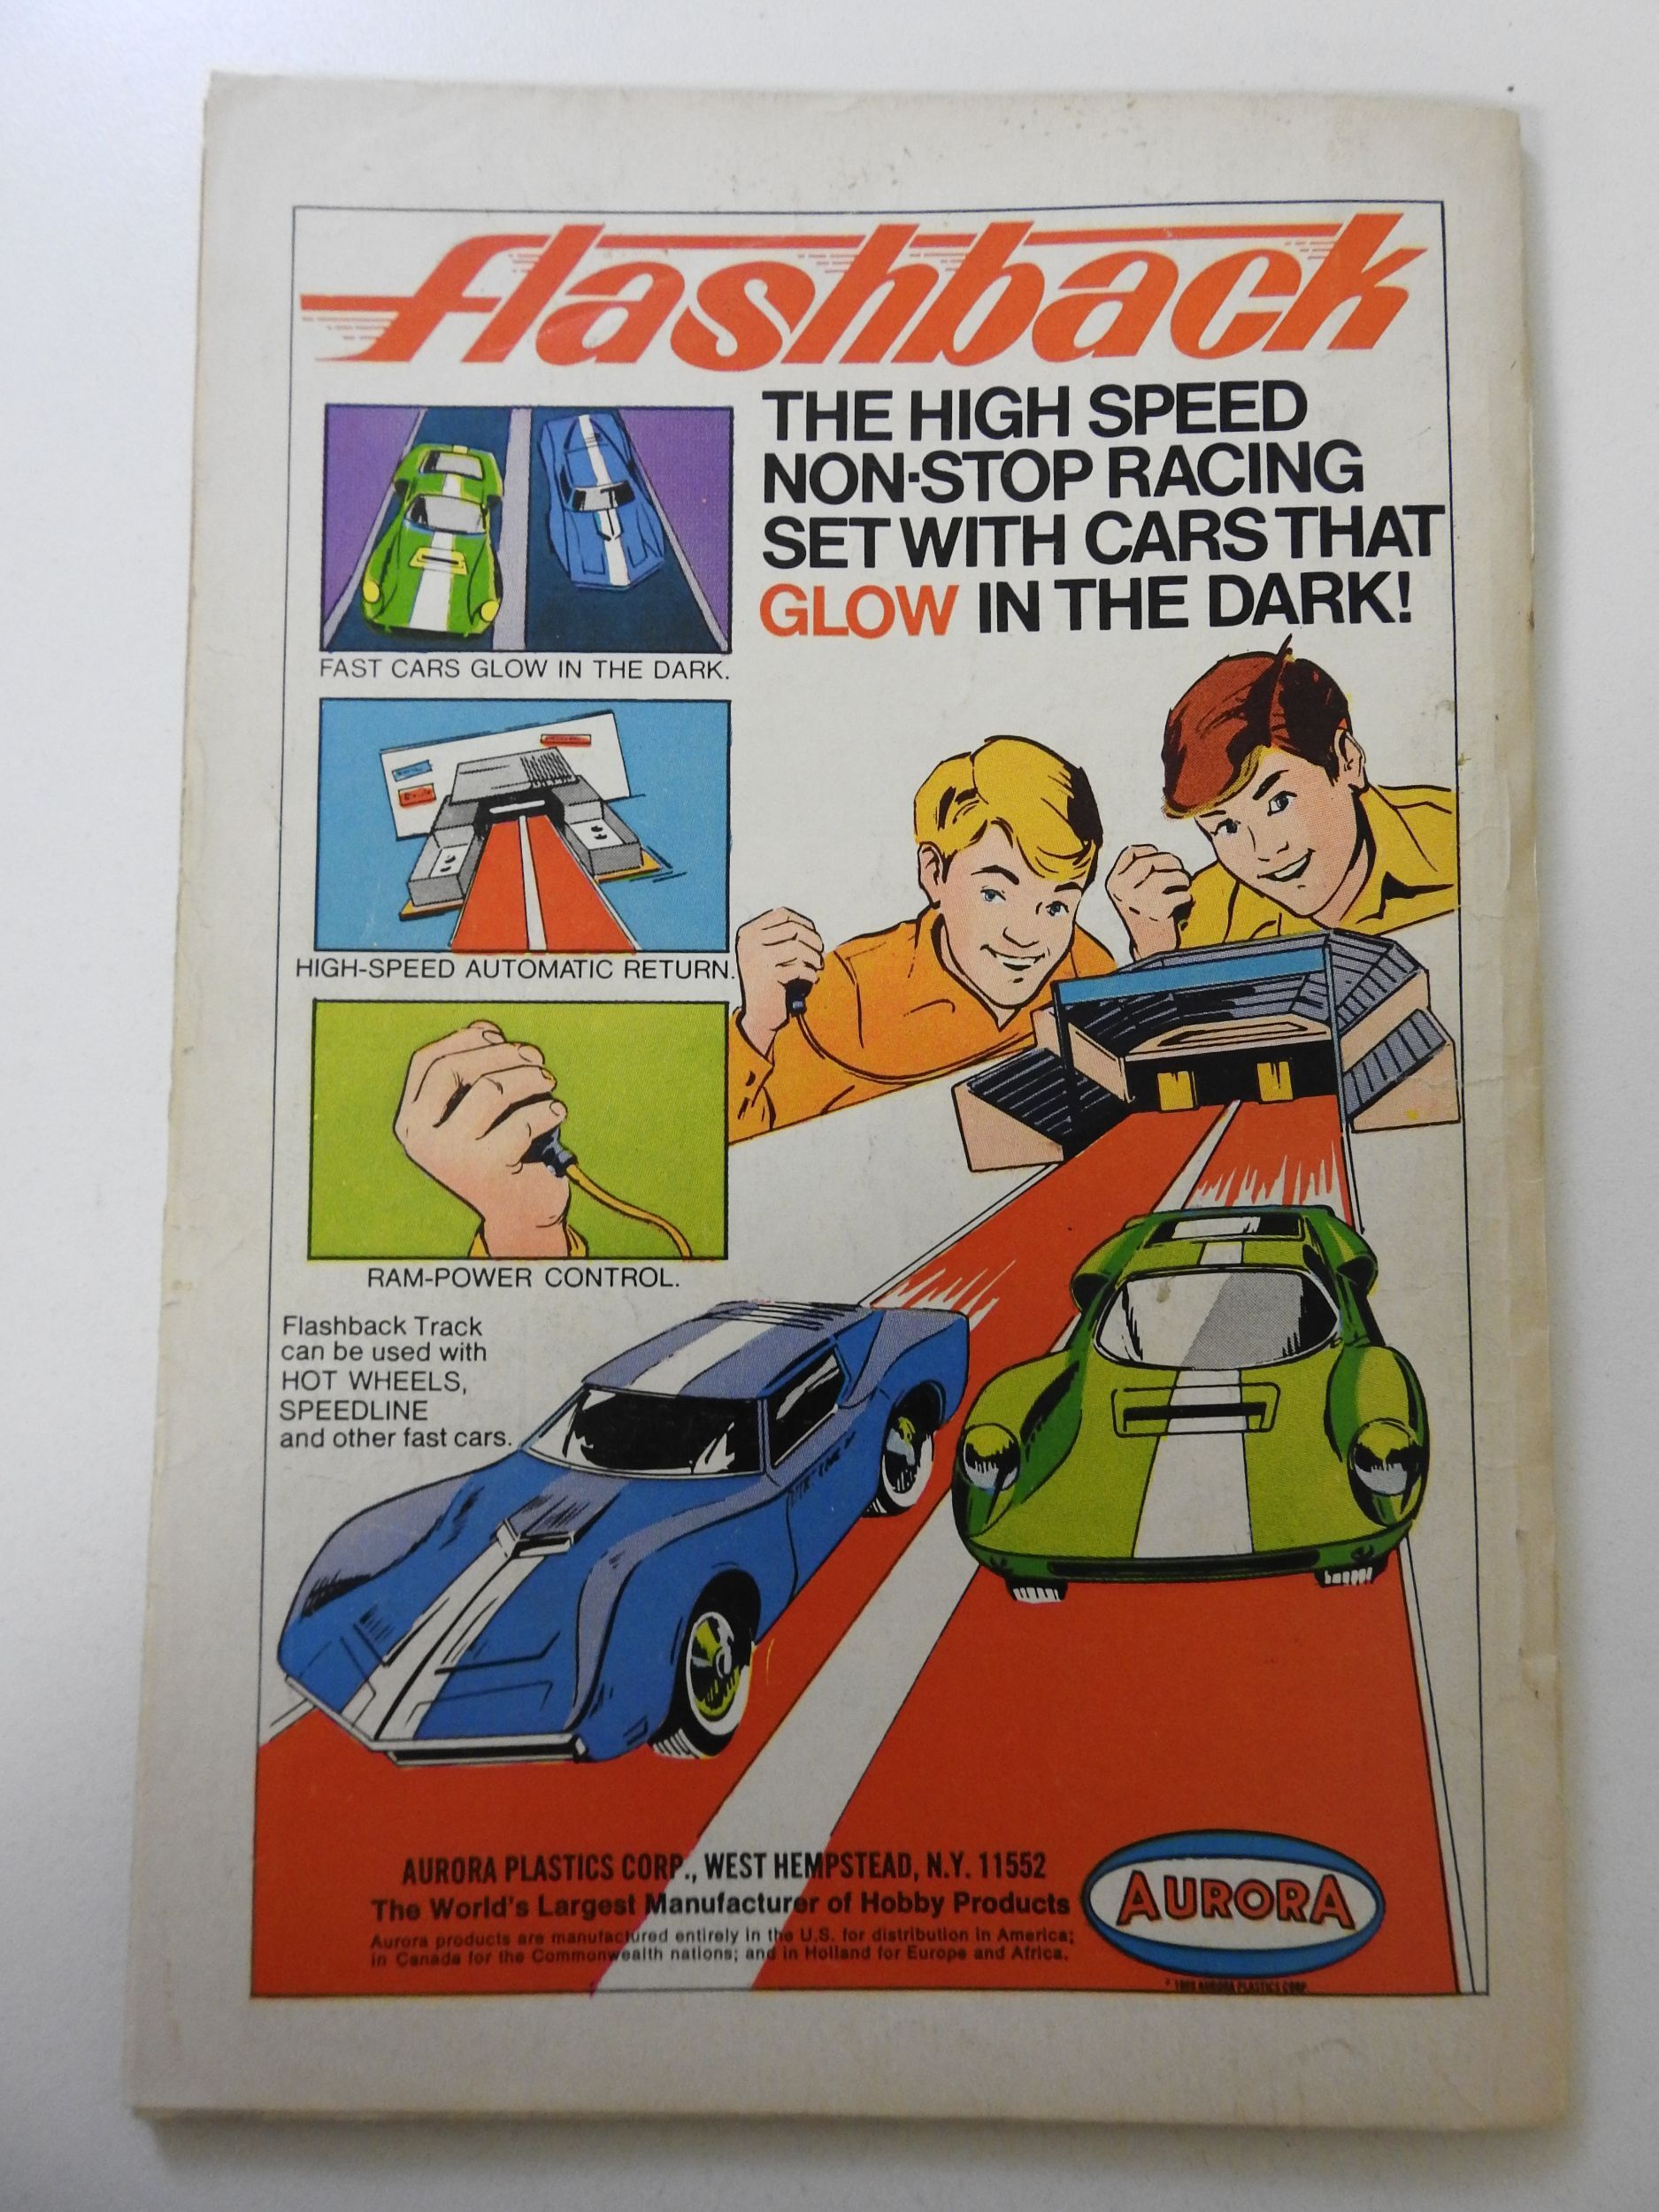 flashback
THE HIGH SPEED
NON-STOP RACING
SET WITH CARS THAT
GLOW IN THE DARK!
FAST CARS GLOW IN THE DARK.
HIGH-SPEED AUTOMATIC RETURN.
RAM-POWER CONTROL.
Flashback Track
can be used with
HOT WHEELS,
SPEEDLINE
and other fast cars.
AURORA PLASTICS CORP., WEST HEMPSTEAD, N.Y. 11552
The World's Largest Manufacturer of Hobby Products
Aurora products are manufactured entirely in the U.S. for distribution in America;
in Canada for the Commonwealth nations; and in Holland for Europe and Africa.
AURORA
AURORA PLASTICS CORP.